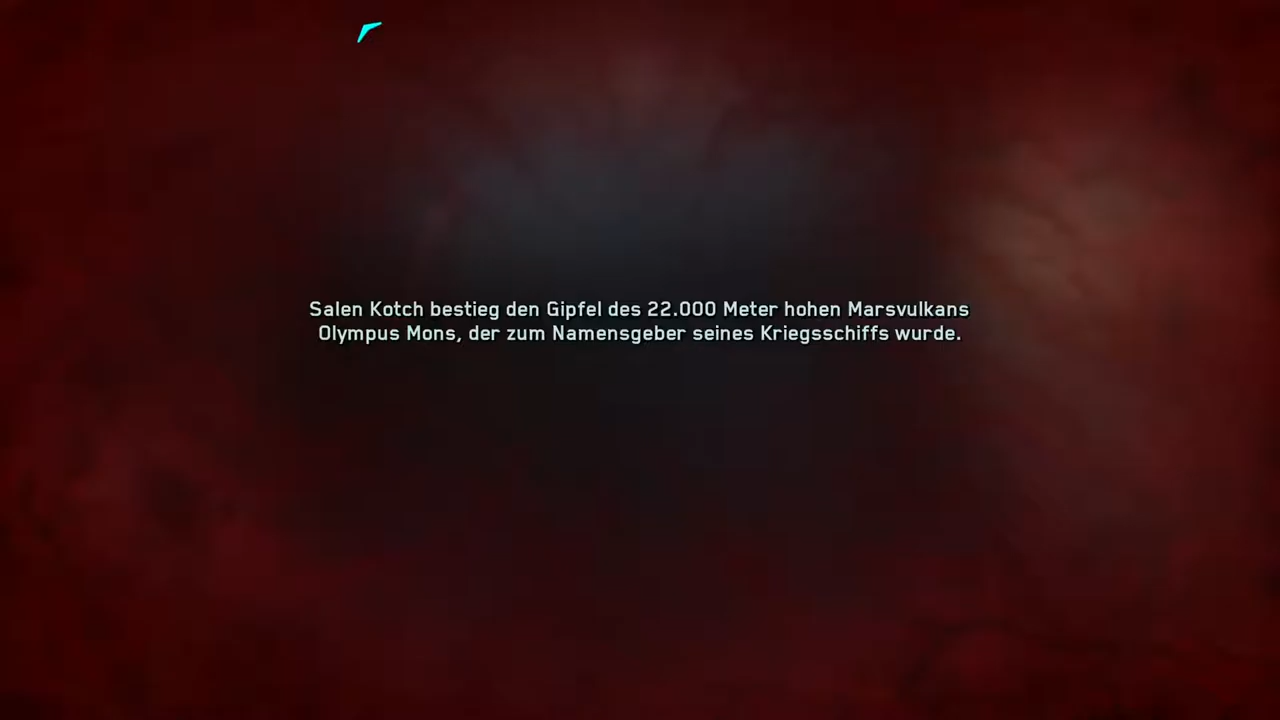 Salen Kotch bestieg den Gipfel des 22.000 Meter hohen Marsvulkans
Olympus Mons, der zum Namensgeber seines Kriegsschiffs wurde.